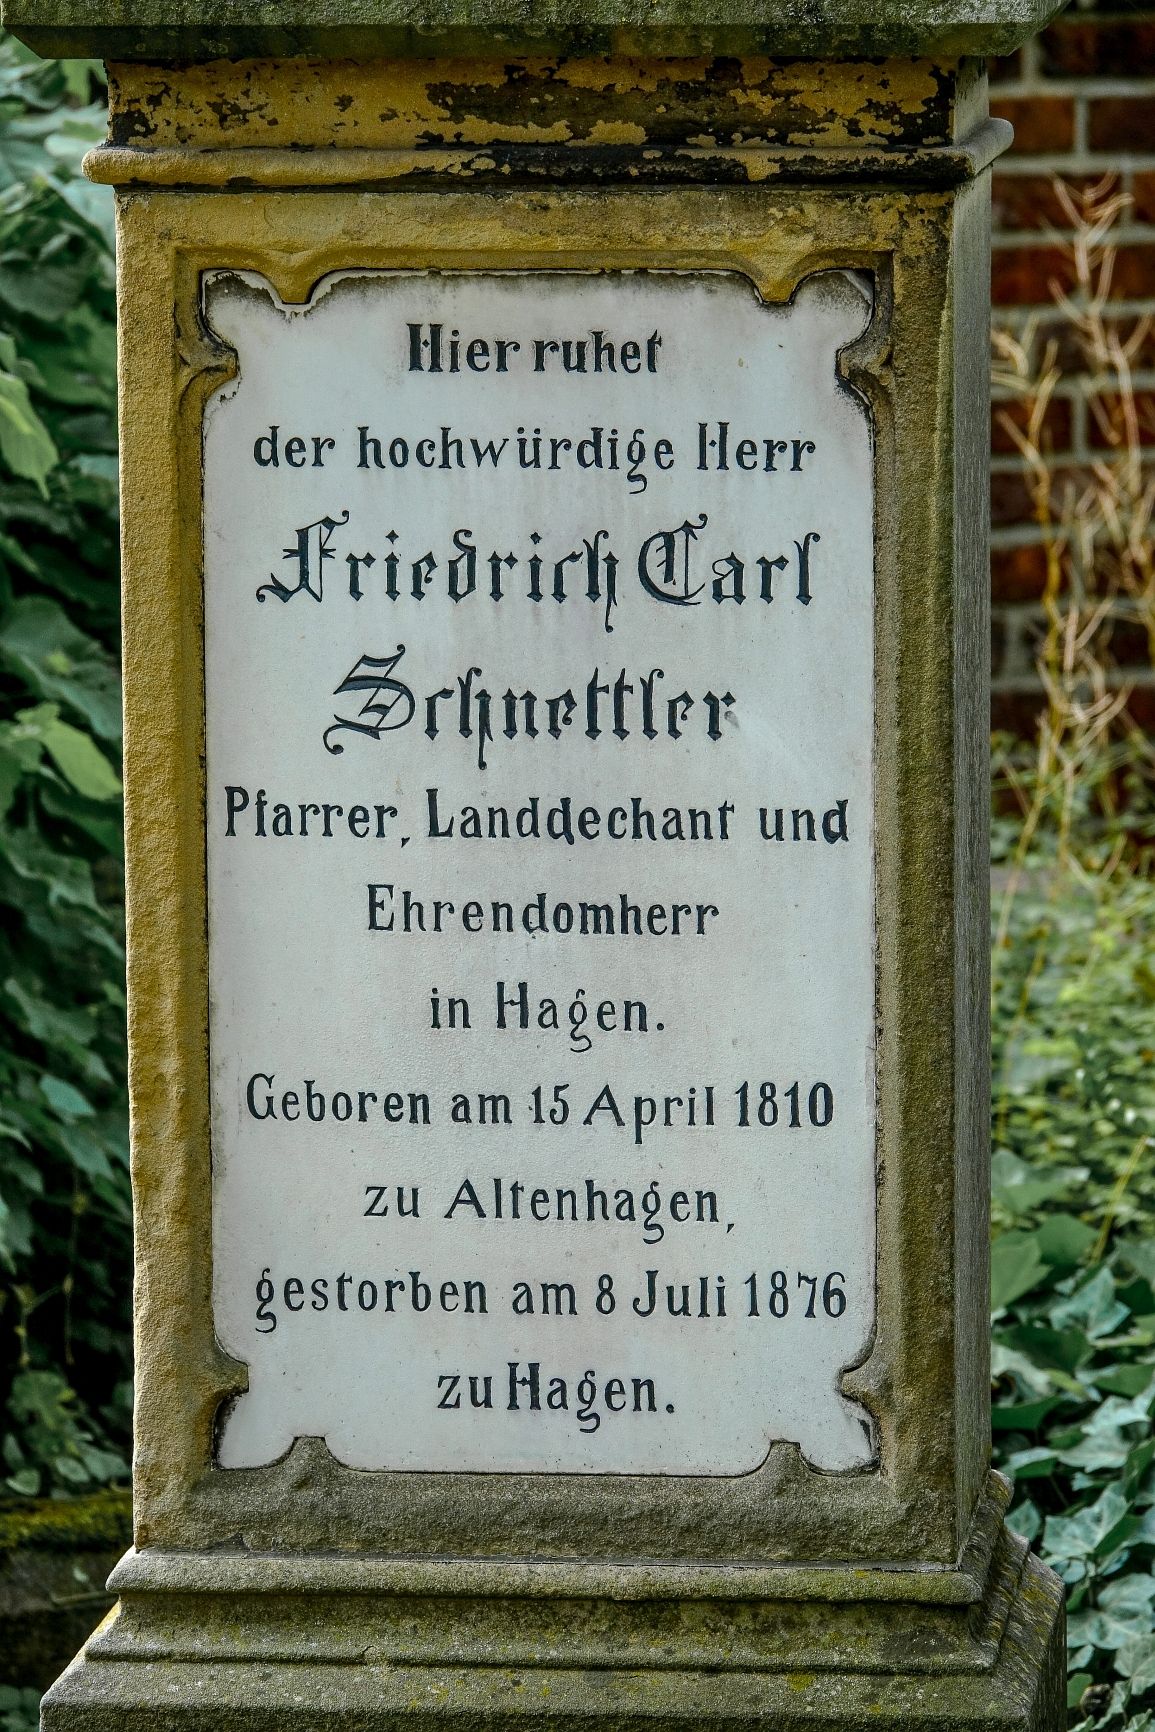 Hier ruhet
der hochwürdige Herr
Friedrich Carl
Schnettler
Pfarrer, Landdechant und
Ehrendomherr
in Hagen.
Geboren am 15 April 1810
zu Altenhagen,
gestorben am 8 Juli 1876
zu Hagen.